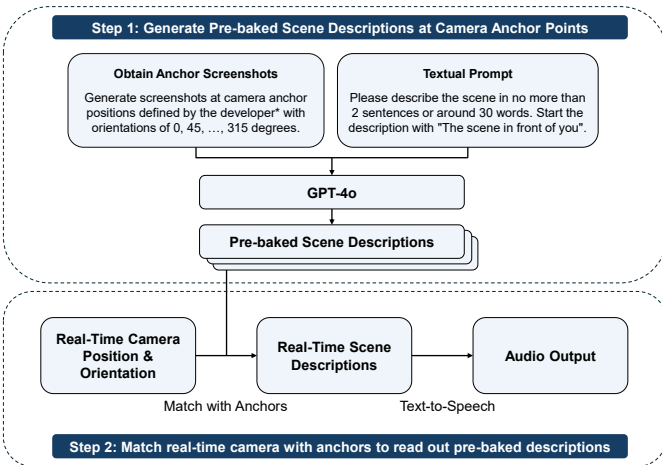 Step 1: Generate Pre-baked Scene Descriptions at Camera Anchor Points
Obtain Anchor Screenshots
Generate screenshots at camera anchor
positions defined by the developer* with
orientations of 0, 45, …, 315 degrees.
Textual Prompt
Please describe the scene in no more than
2 sentences or around 30 words. Start the
description with "The scene in front of you".
GPT-4o
Pre-baked Scene Descriptions
Real-Time Camera
Position &
Orientation
Match with Anchors
Real-Time Scene
Descriptions
Text-to-Speech
Audio Output
Step 2: Match real-time camera with anchors to read out pre-baked descriptions